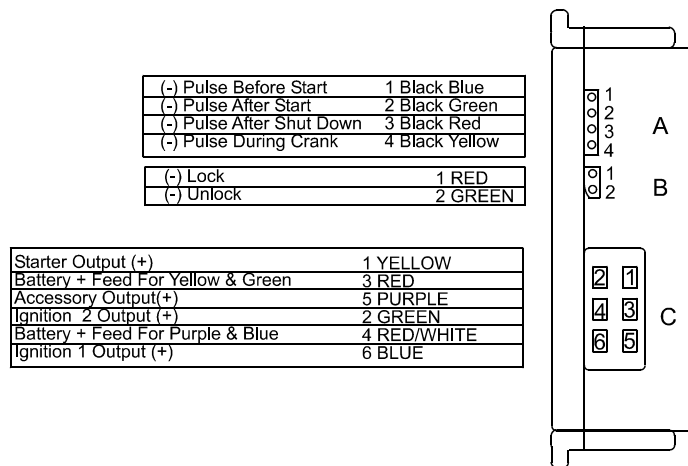 (-) Pulse Before Start 1 Black Blue
(-) Pulse After Start 2 Black Green
(-) Pulse After Shut Down 3 Black Red
(-) Pulse During Crank 4 Black Yellow
1
2
3
4
A
(-) Lock 1 RED
(-) Unlock 2 GREEN
1
2
B
Starter Output (+) 1 YELLOW
Battery + Feed For Yellow & Green 3 RED
Accessory Output(+) 5 PURPLE
Ignition 2 Output (+) 2 GREEN
Battery + Feed For Purple & Blue 4 RED/WHITE
Ignition 1 Output (+) 6 BLUE
2 1
4 3
6 5
C